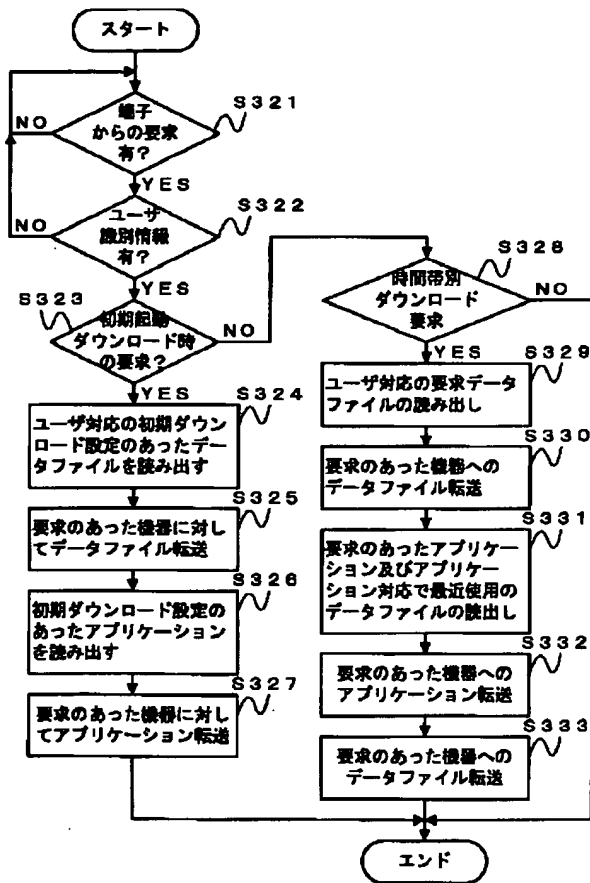 スタート
S321
端子
からの要求
有?
NO
YES
S322
ユーザ
識別情報
有?
NO
YES
S323
初期起動
ダウンロード時
の要求?
NO
YES
S324
ユーザ対応の初期ダウン
ロード設定のあったデー
タファイルを読み出す
S325
要求のあった機器に対し
てデータファイル転送
S326
初期ダウンロード設定の
あったアプリケーション
を読み出す
S327
要求のあった機器に対し
てアプリケーション転送
S328
時間帯別
ダウンロード
要求
NO
YES
S329
ユーザ対応の要求データ
ファイルの読み出し
S330
要求のあった機器への
データファイル転送
S331
要求のあったアプリケー
ション及びアプリケー
ション対応で最近使用の
データファイルの読出し
S332
要求のあった機器への
アプリケーション転送
S333
要求のあった機器への
データファイル転送
エンド